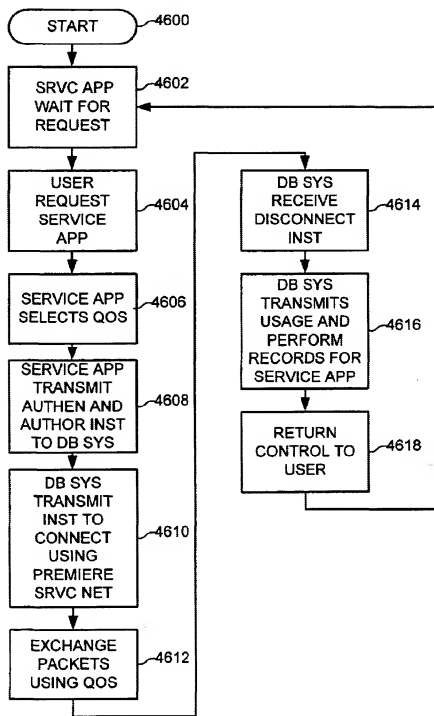 START
4600
SRVC APP
WAIT FOR
REQUEST
4602
USER
REQUEST
SERVICE
APP
4604
SERVICE APP
SELECTS QOS
4606
SERVICE APP
TRANSMIT
AUTHEN AND
AUTHOR INST
TO DB SYS
4608
DB SYS
TRANSMIT
INST TO
CONNECT
USING
PREMIERE
SRVC NET
4610
EXCHANGE
PACKETS
USING QOS
4612
DB SYS
RECEIVE
DISCONNECT
INST
4614
DB SYS
TRANSMITS
USAGE AND
PERFORM
RECORDS FOR
SERVICE APP
4616
RETURN
CONTROL TO
USER
4618